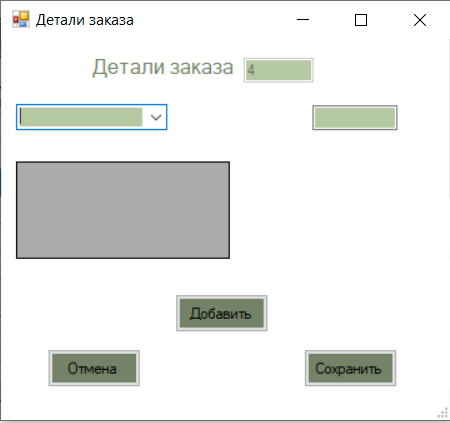 Детали заказа
Детали заказа 4
Добавить
Отмена Сохранить